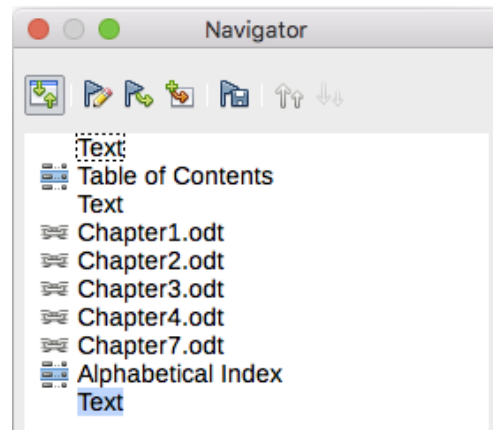 Navigator
Text
Table of Contents
Text
Chapter1.odt
Chapter2.odt
Chapter3.odt
Chapter4.odt
Chapter7.odt
Alphabetical Index
Text